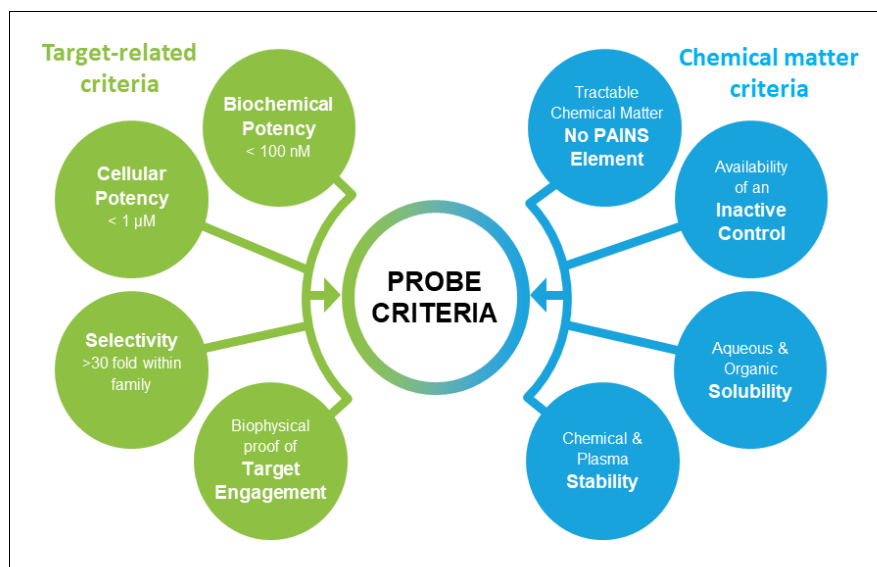 Target-related
criteria
Biochemical
Potency
< 100 nM
Cellular
Potency
< 1 µM
Selectivity
>30 fold within
family
Biophysical
proof of
Target
Engagement
PROBE
CRITERIA
Chemical matter
criteria
Tractable
Chemical Matter
No PAINS
Element
Availability
of an
Inactive
Control
Aqueous &
Organic
Solubility
Chemical &
Plasma
Stability